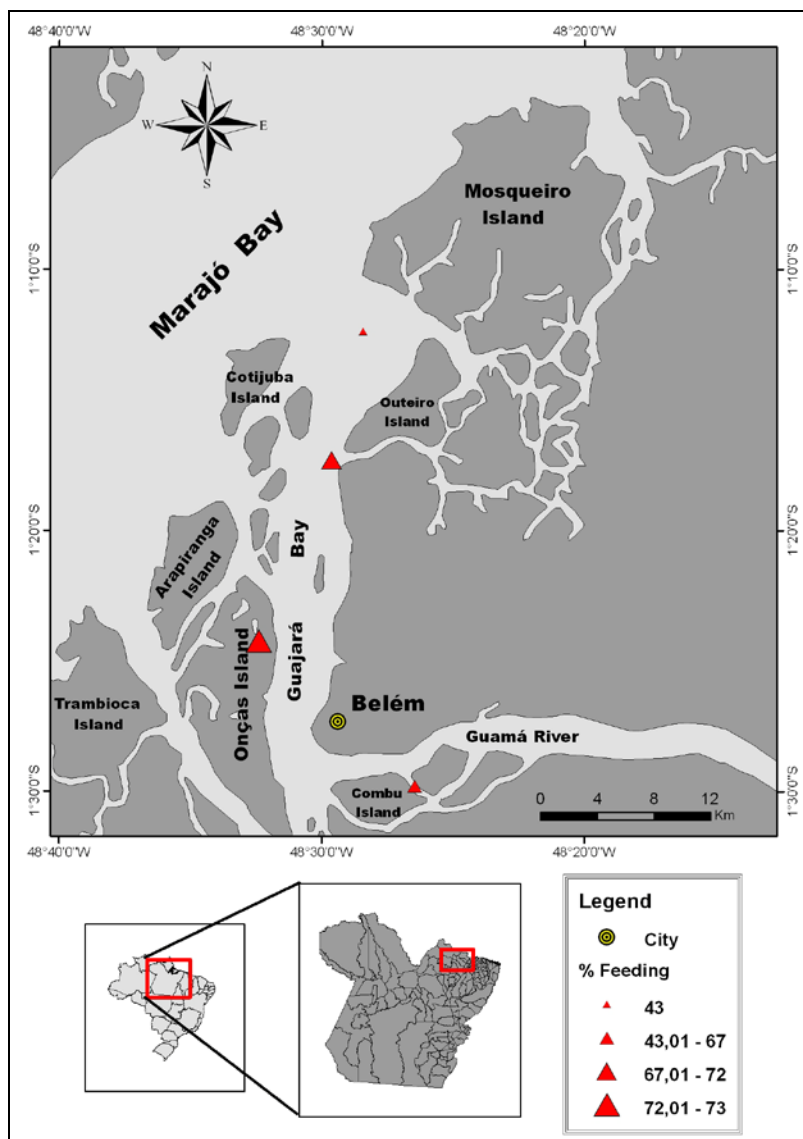 48°40'0"W
48°30'0"W
48°20'0"W
N
W
E
S
Mosqueiro
Island
Marajó Bay
1°10'0"S
1°10'0"S
Cotijuba
Island
Outeiro
Island
1°20'0"S
1°20'0"S
Arapiranga
Island
Guajará Bay
Onças Island
Trambioca
Island
Belém
Guamá River
Combu
Island
0 4 8 12
Km
1°30'0"S
1°30'0"S
48°40'0"W
48°30'0"W
48°20'0"W
Legend
City
% Feeding
43
43,01 - 67
67,01 - 72
72,01 - 73